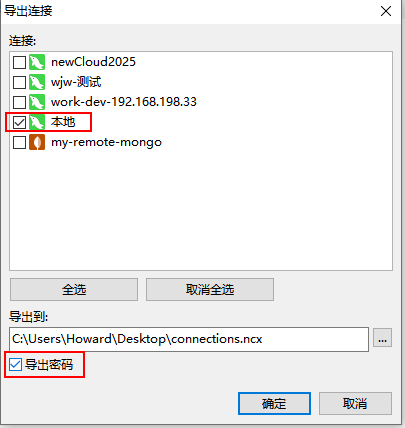 导出连接
连接:
newCloud2025
wjw-测试
work-dev-192.168.198.33
本地
my-remote-mongo
全选 取消全选
导出到:
C:\Users\Howard\Desktop\connections.ncx ...
导出密码
确定 取消